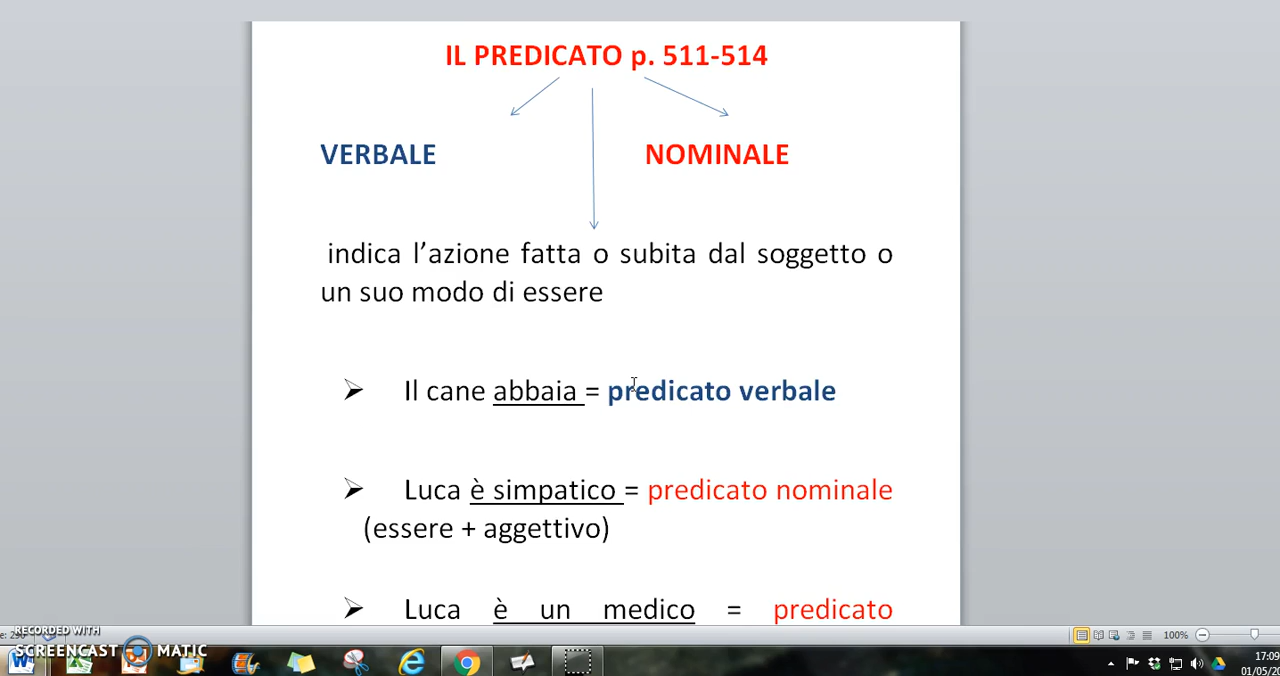 IL PREDICATO p. 511-514
VERBALE NOMINALE
indica l’azione fatta o subita dal soggetto o
un suo modo di essere
➢ Il cane abbaia = predicato verbale
➢ Luca è simpatico = predicato nominale
(essere + aggettivo)
➢ Luca è un medico = predicato
RECORDED WITH
SCREENCAST MATIC
100%
17:09